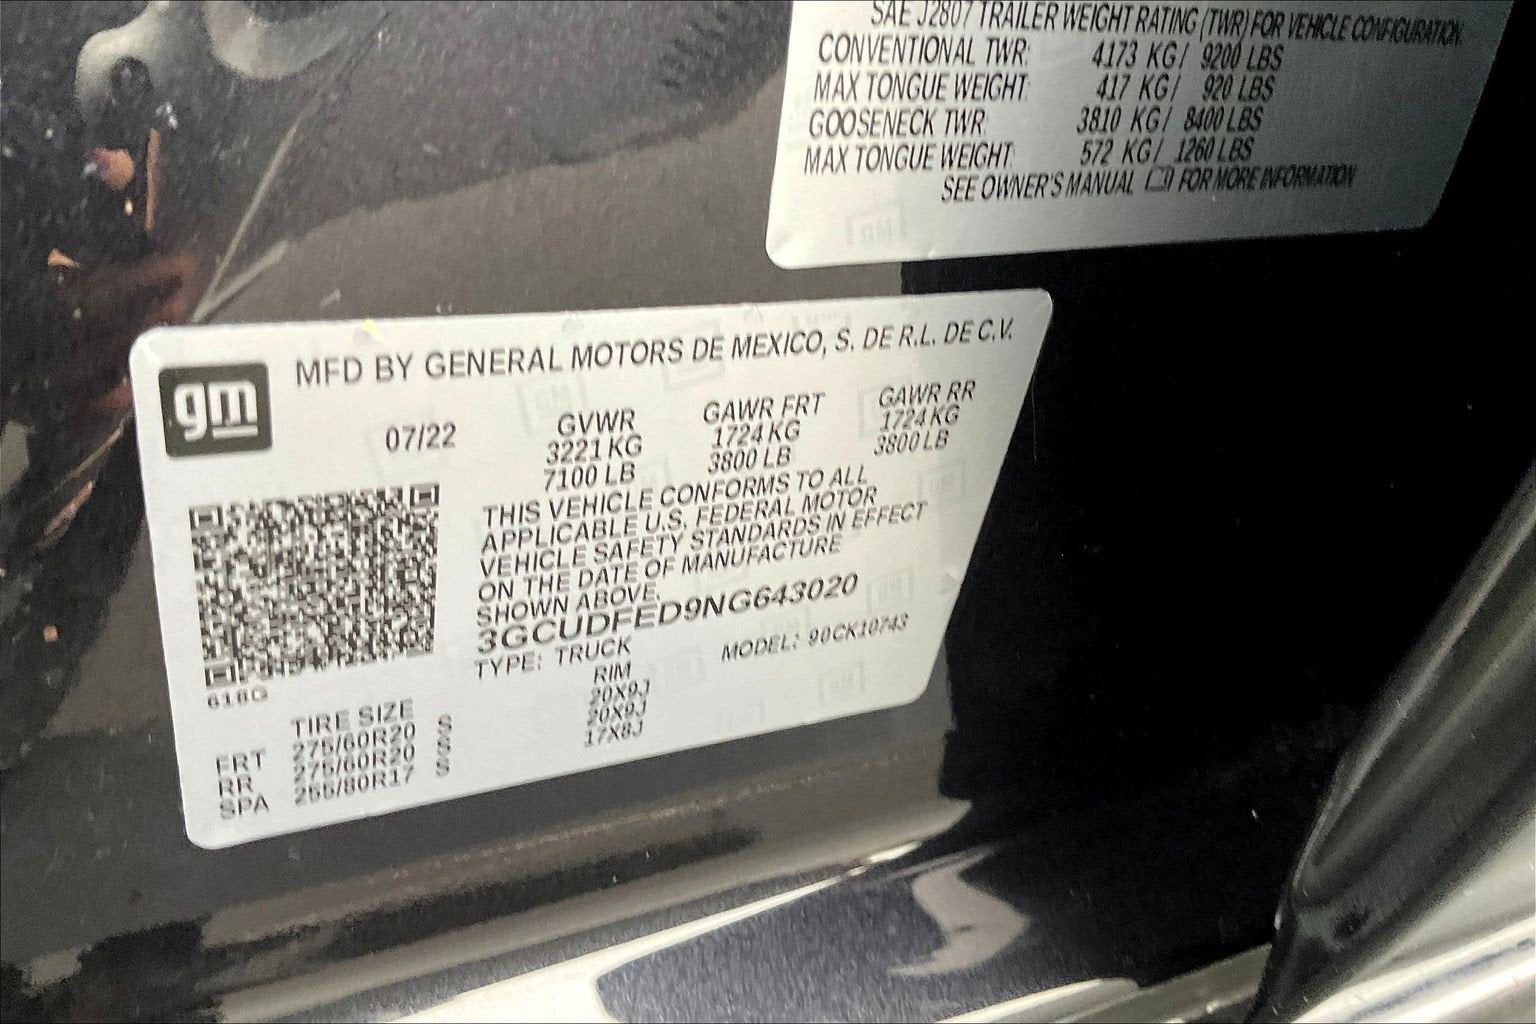 SAE J2807 TRAILER WEIGHT RATING (TWR) FOR VEHICLE CONFIGURATION
CONVENTIONAL TWR: 4173 KG/ 9200 LBS
MAX TONGUE WEIGHT: 417 KG/ 920 LBS
GOOSENECK TWR: 3810 KG/ 8400 LBS
MAX TONGUE WEIGHT: 572 KG/ 1260 LBS
SEE OWNER'S MANUAL FOR MORE INFORMATION
gm
MFD BY GENERAL MOTORS DE MEXICO, S. DE R.L. DE C.V.
07/22 GVWR GAWR FRT GAWR RR
3221 KG 1724 KG 1724 KG
7100 LB 3800 LB 3800 LB
THIS VEHICLE CONFORMS TO ALL
APPLICABLE U.S. FEDERAL MOTOR
VEHICLE SAFETY STANDARDS IN EFFECT
ON THE DATE OF MANUFACTURE
SHOWN ABOVE.
3GCUDFED9NG643020
TYPE: TRUCK MODEL: 90CK10743
618G
TIRE SIZE RIM
FRT 275/60R20 S 20X9J
RR 275/60R20 S 20X9J
SPA 255/80R17 S 17X8J